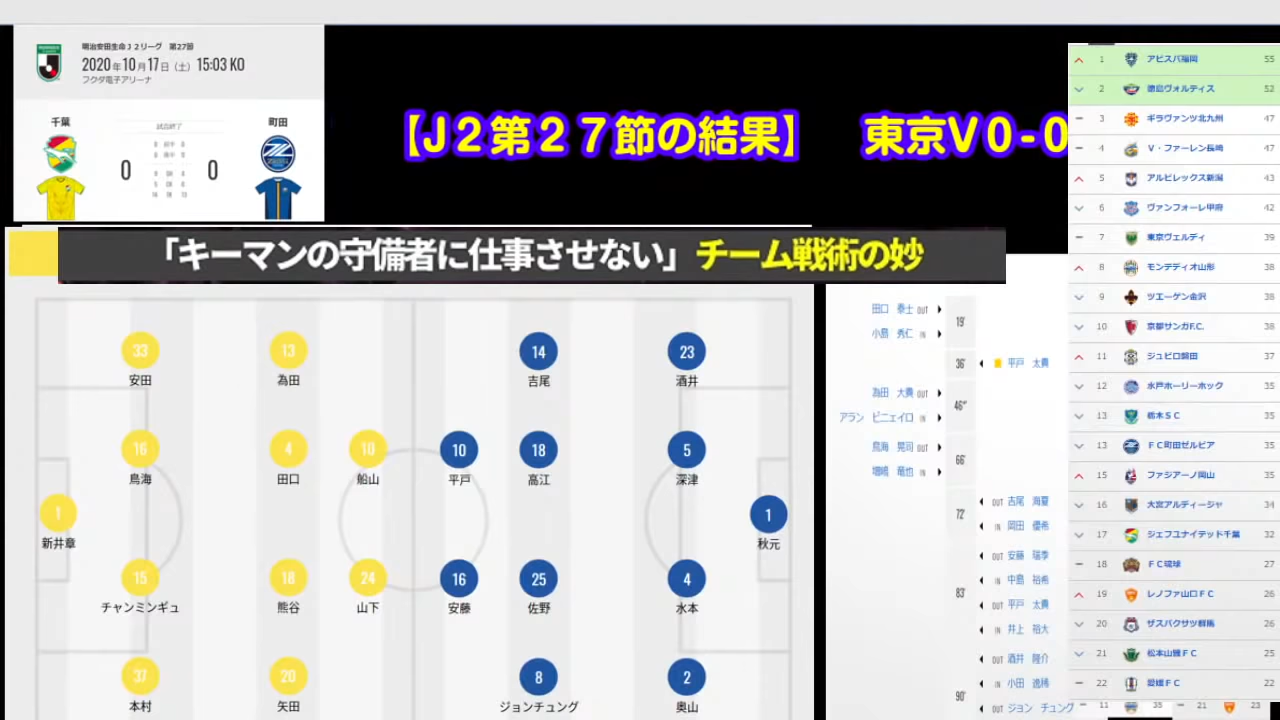 明治安田生命Ｊ２リーグ　第27節
2020年10月17日（土）15:03 KO
フクダ電子アリーナ
千葉
試合終了
町田
0
0
【J２第２７節の結果】　東京V０-０
「キーマンの守備者に仕事させない」チーム戦術の妙
33
安田
13
為田
14
吉尾
23
酒井
16
鳥海
4
田口
10
船山
10
平戸
18
高江
5
深津
1
新井章
1
秋元
15
チャンミンギュ
18
熊谷
24
山下
16
安藤
25
佐野
4
水本
37
本村
20
矢田
8
ジョンチュング
2
奥山
田口　泰士 OUT
19'
小島　秀仁 IN
36'
平戸　太貴
為田　大貴 OUT
46*'
アラン　ピニェイロ IN
鳥海　晃司 OUT
66'
増嶋　竜也 IN
72'
OUT 吉尾　海夏
IN 岡田　優希
83'
OUT 安藤　瑞季
IN 中島　裕希
OUT 平戸　太貴
IN 井上　裕大
90'
OUT 酒井　隆介
IN 小田　逸稀
OUT ジョン　チュング
1 アビスパ福岡 55
2 徳島ヴォルティス 52
3 ギラヴァンツ北九州 47
4 Ｖ・ファーレン長崎 47
5 アルビレックス新潟 43
6 ヴァンフォーレ甲府 42
7 東京ヴェルディ 39
8 モンテディオ山形 38
9 ツエーゲン金沢 38
10 京都サンガF.C. 38
11 ジュビロ磐田 37
12 水戸ホーリーホック 35
13 栃木ＳＣ 35
13 ＦＣ町田ゼルビア 35
15 ファジアーノ岡山 35
16 大宮アルディージャ 34
17 ジェフユナイテッド千葉 32
18 ＦＣ琉球 27
19 レノファ山口ＦＣ 26
20 ザスパクサツ群馬 26
21 松本山雅ＦＣ 25
22 愛媛ＦＣ 22
11 35 21 23